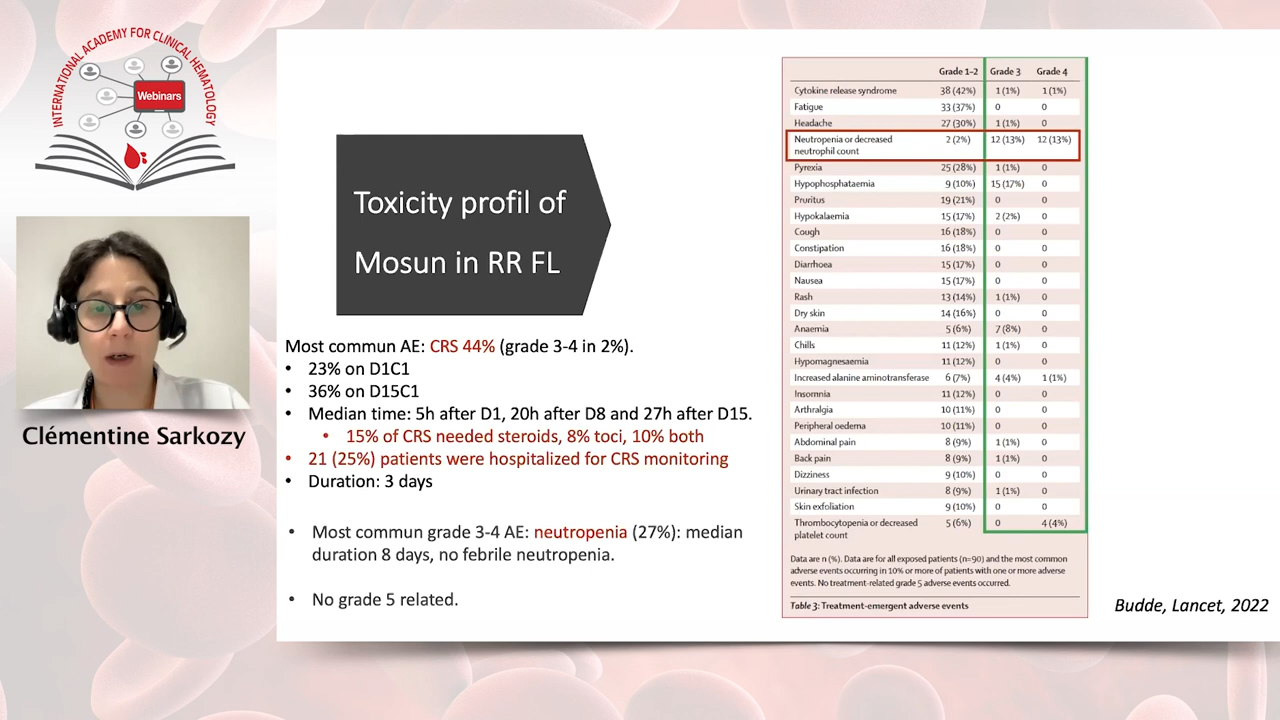 INTERNATIONAL ACADEMY FOR CLINICAL HEMATOLOGY
Webinars
Clémentine Sarkozy
Toxicity profil of
Mosun in RR FL
Most commun AE: CRS 44% (grade 3-4 in 2%).
• 23% on D1C1
• 36% on D15C1
• Median time: 5h after D1, 20h after D8 and 27h after D15.
• 15% of CRS needed steroids, 8% toci, 10% both
• 21 (25%) patients were hospitalized for CRS monitoring
• Duration: 3 days
• Most commun grade 3-4 AE: neutropenia (27%): median
duration 8 days, no febrile neutropenia.
• No grade 5 related.
Grade 1–2 Grade 3 Grade 4
Cytokine release syndrome 38 (42%) 1 (1%) 1 (1%)
Fatigue 33 (37%) 0 0
Headache 27 (30%) 1 (1%) 0
Neutropenia or decreased 2 (2%) 12 (13%) 12 (13%)
neutrophil count
Pyrexia 25 (28%) 1 (1%) 0
Hypophosphataemia 9 (10%) 15 (17%) 0
Pruritus 19 (21%) 0 0
Hypokalaemia 15 (17%) 2 (2%) 0
Cough 16 (18%) 0 0
Constipation 16 (18%) 0 0
Diarrhoea 15 (17%) 0 0
Nausea 15 (17%) 0 0
Rash 13 (14%) 1 (1%) 0
Dry skin 14 (16%) 0 0
Anaemia 5 (6%) 7 (8%) 0
Chills 11 (12%) 1 (1%) 0
Hypomagnesaemia 11 (12%) 0 0
Increased alanine aminotransferase 6 (7%) 4 (4%) 1 (1%)
Insomnia 11 (12%) 0 0
Arthralgia 10 (11%) 0 0
Peripheral oedema 10 (11%) 0 0
Abdominal pain 8 (9%) 1 (1%) 0
Back pain 8 (9%) 1 (1%) 0
Dizziness 9 (10%) 0 0
Urinary tract infection 8 (9%) 1 (1%) 0
Skin exfoliation 9 (10%) 0 0
Thrombocytopenia or decreased 5 (6%) 0 4 (4%)
platelet count
Data are n (%). Data are for all exposed patients (n=90) and the most common
adverse events occurring in 10% or more of patients with one or more adverse
events. No treatment-related grade 5 adverse events occurred.
Table 3: Treatment-emergent adverse events
Budde, Lancet, 2022